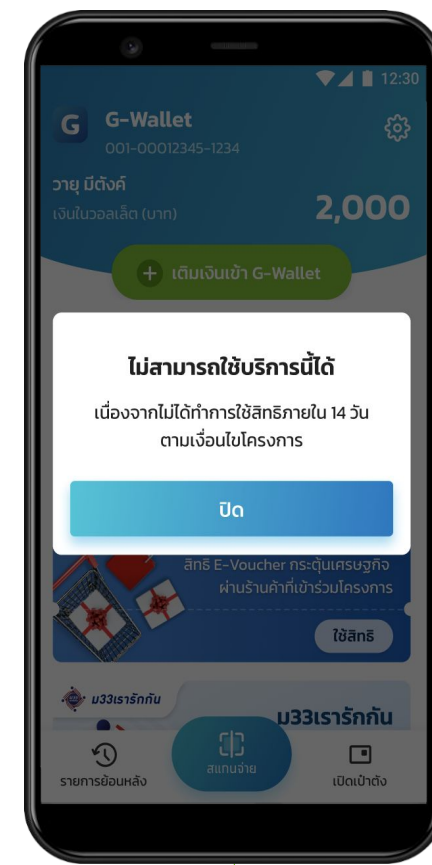 12:30
G
G-Wallet
001-00012345-1234
วายุ มีตังค์
เงินในวอลเล็ต (บาท)
2,000
+ เติมเงินเข้า G-Wallet
ไม่สามารถใช้บริการนี้ได้
เนื่องจากไม่ได้ทำการใช้สิทธิภายใน 14 วัน
ตามเงื่อนไขโครงการ
ปิด
สิทธิ E-Voucher กระตุ้นเศรษฐกิจ
ผ่านร้านค้าที่เข้าร่วมโครงการ
ใช้สิทธิ
ม33เรารักกัน
ม33เรารักกัน
รายการย้อนหลัง
สแกนจ่าย
เปิดเป๋าตัง